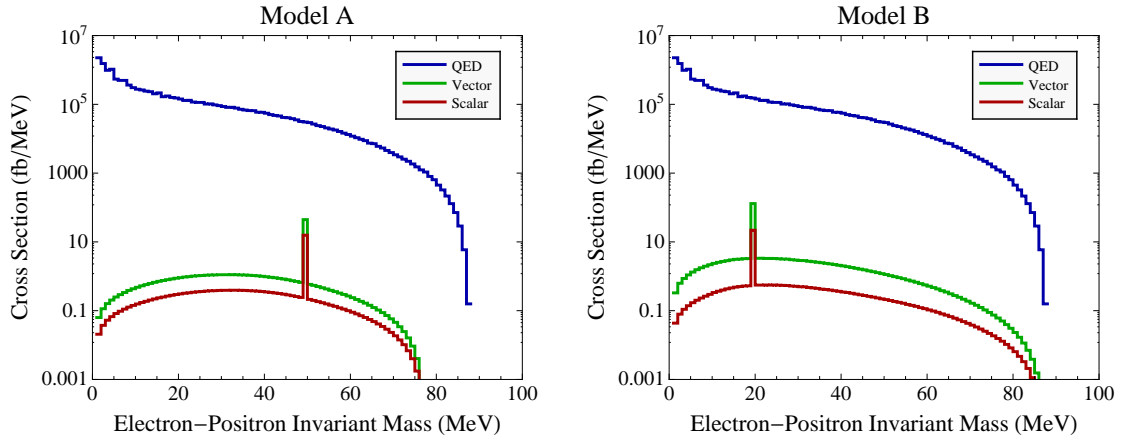 Model A
Cross Section (fb/MeV)
10^7
10^5
1000
10
0.1
0.001
QED
Vector
Scalar
0 20 40 60 80 100
Electron−Positron Invariant Mass (MeV)
Model B
Cross Section (fb/MeV)
10^7
10^5
1000
10
0.1
0.001
QED
Vector
Scalar
0 20 40 60 80 100
Electron−Positron Invariant Mass (MeV)